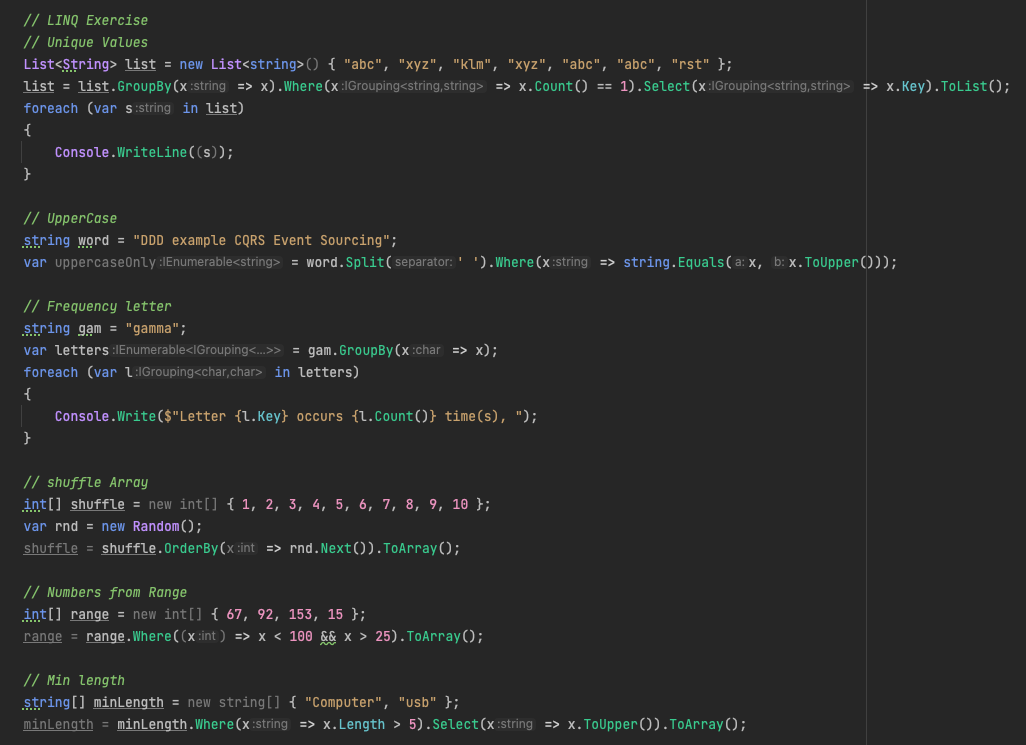 // LINQ Exercise
// Unique Values
List<String> list = new List<string>() { "abc", "xyz", "klm", "xyz", "abc", "abc", "rst" };
list = list.GroupBy(x:string => x).Where(x:IGrouping<string,string> => x.Count() == 1).Select(x:IGrouping<string,string> => x.Key).ToList();
foreach (var s:string in list)
{
    Console.WriteLine((s));
}

// UpperCase
string word = "DDD example CQRS Event Sourcing";
var uppercaseOnly:IEnumerable<string> = word.Split(separator:' ').Where(x:string => string.Equals(a:x, b:x.ToUpper()));

// Frequency letter
string gam = "gamma";
var letters:IEnumerable<IGrouping<...>> = gam.GroupBy(x:char => x);
foreach (var l:IGrouping<char,char> in letters)
{
    Console.Write($"Letter {l.Key} occurs {l.Count()} time(s), ");
}

// shuffle Array
int[] shuffle = new int[] { 1, 2, 3, 4, 5, 6, 7, 8, 9, 10 };
var rnd = new Random();
shuffle = shuffle.OrderBy(x:int => rnd.Next()).ToArray();

// Numbers from Range
int[] range = new int[] { 67, 92, 153, 15 };
range = range.Where((x:int) => x < 100 && x > 25).ToArray();

// Min length
string[] minLength = new string[] { "Computer", "usb" };
minLength = minLength.Where(x:string => x.Length > 5).Select(x:string => x.ToUpper()).ToArray();